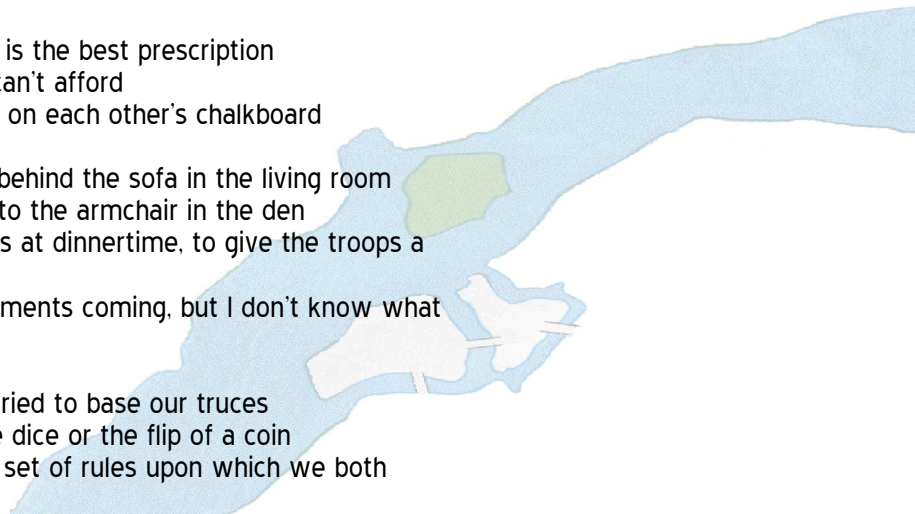 is the best prescription
can't afford
on each other's chalkboard
behind the sofa in the living room
to the armchair in the den
s at dinnertime, to give the troops a
ments coming, but I don't know what
ried to base our truces
e dice or the flip of a coin
set of rules upon which we both